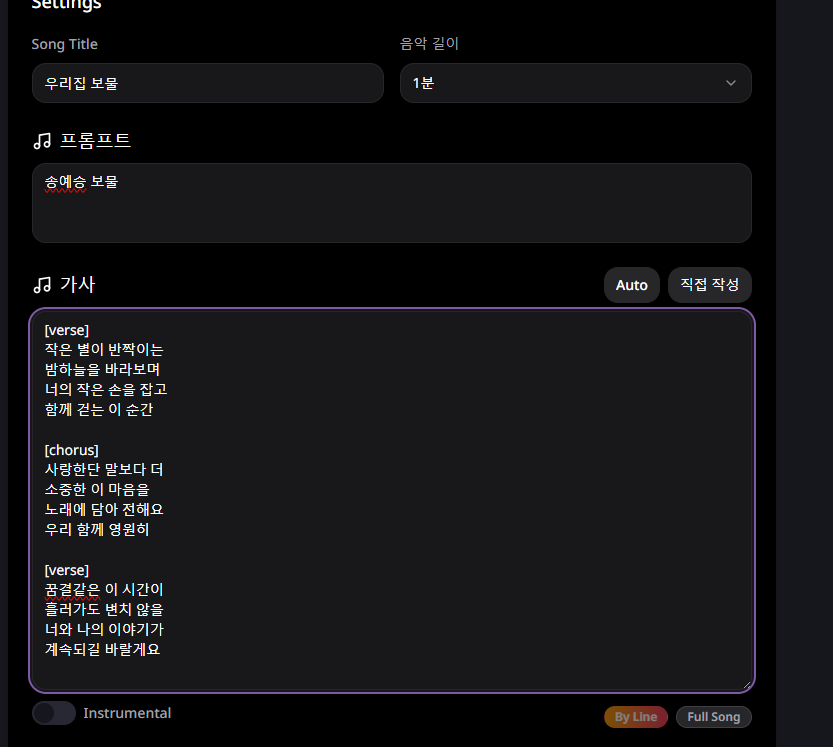 Settings
Song Title
음악 길이
우리집 보물
1분
프롬프트
송예승 보물
가사
Auto
직접 작성
[verse]
작은 별이 반짝이는
밤하늘을 바라보며
너의 작은 손을 잡고
함께 걷는 이 순간
[chorus]
사랑한단 말보다 더
소중한 이 마음을
노래에 담아 전해요
우리 함께 영원히
[verse]
꿈결같은 이 시간이
흘러가도 변치 않을
너와 나의 이야기가
계속되길 바랄게요
Instrumental
By Line
Full Song